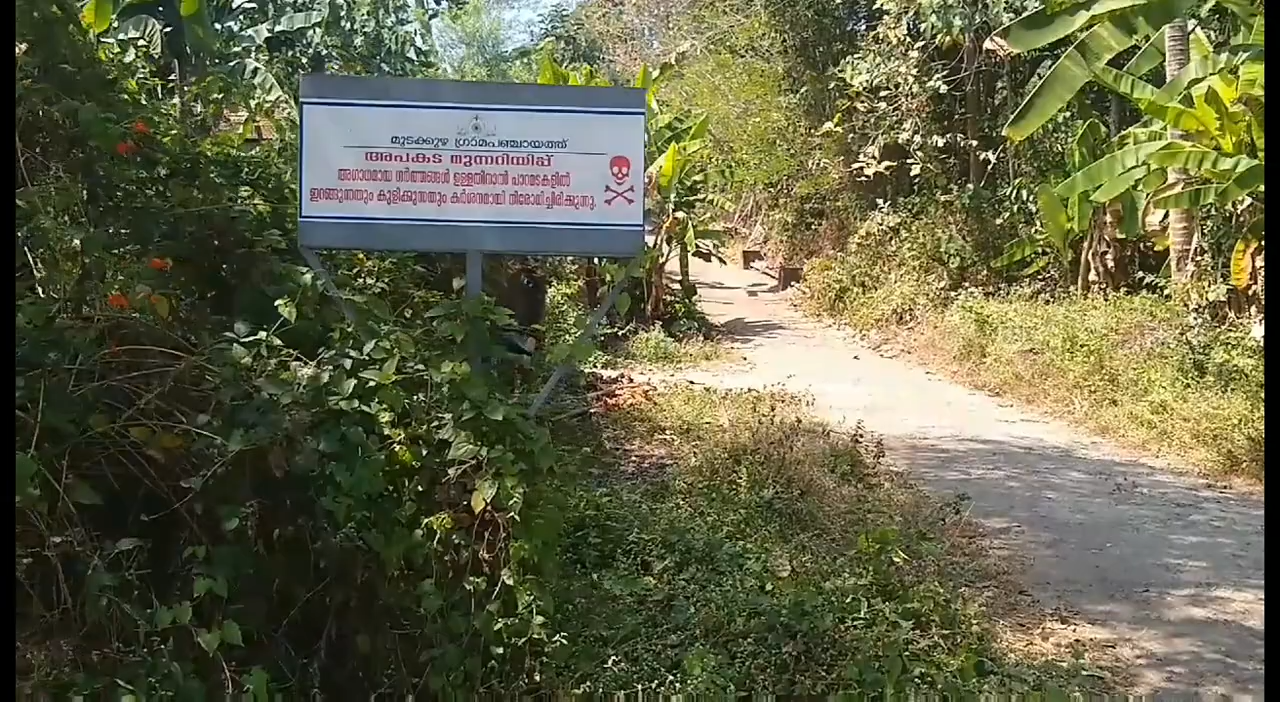 മുടക്കുഴ ഗ്രാമപഞ്ചായത്ത്
അപകട മുന്നറിയിപ്പ്
അഗാധമായ ഗർത്തങ്ങൾ ഉള്ളതിനാൽ പാറമടകളിൽ
ഇറങ്ങുന്നതും കുളിക്കുന്നതും കർശനമായി നിരോധിച്ചിരിക്കുന്നു.